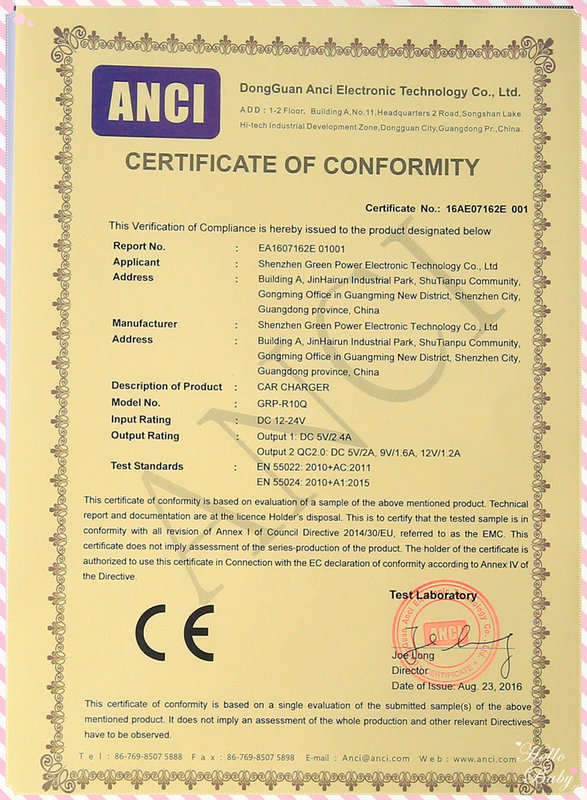 ANCI
DongGuan Anci Electronic Technology Co., Ltd.
ADD: 1-2 Floor, Building A, No.11, Headquarters 2 Road, Songshan Lake
Hi-tech Industrial Development Zone, Dongguan City, Guangdong Pr., China.
CERTIFICATE OF CONFORMITY
Certificate No.: 16AE07162E 001
This Verification of Compliance is hereby issued to the product designated below
Report No. : EA1607162E 01001
Applicant : Shenzhen Green Power Electronic Technology Co., Ltd
Address : Building A, JinHairun Industrial Park, ShuTianpu Community,
Gongming Office in Guangming New District, Shenzhen City,
Guangdong province, China
Manufacturer : Shenzhen Green Power Electronic Technology Co., Ltd
Address : Building A, JinHairun Industrial Park, ShuTianpu Community,
Gongming Office in Guangming New District, Shenzhen City,
Guangdong province, China
Description of Product : CAR CHARGER
Model No. : GRP-R10Q
Input Rating : DC 12-24V
Output Rating : Output 1: DC 5V/2.4A
Output 2 QC2.0: DC 5V/2A, 9V/1.6A, 12V/1.2A
Test Standards : EN 55022: 2010+AC:2011
EN 55024: 2010+A1:2015
This certificate of conformity is based on evaluation of a sample of the above mentioned product. Technical
report and documentation are at the licence Holder's disposal. This is to certify that the tested sample is in
conformity with all revision of Annex I of Council Directive 2014/30/EU, referred to as the EMC. This
certificate does not imply assessment of the series-production of the product. The holder of the certificate is
authorized to use this certificate in Connection with the EC declaration of conformity according to Annex IV of
the Directive.
ANCI
CE
Test Laboratory
DongGuan Anci Electronic Technology Co., Ltd.
ANCI
CERTIFICATE
Joe Long
Director
Date of Issue: Aug. 23, 2016
This certificate of conformity is based on a single evaluation of the submitted sample(s) of the above
mentioned product. It does not imply an assessment of the whole production and other relevant Directives
have to be observed.
Tel: 86-769-8507 5888 Fax: 86-769-8507 5898 E-mail: Anci@Anci.com Web: www.anci.com
Hello
Baby